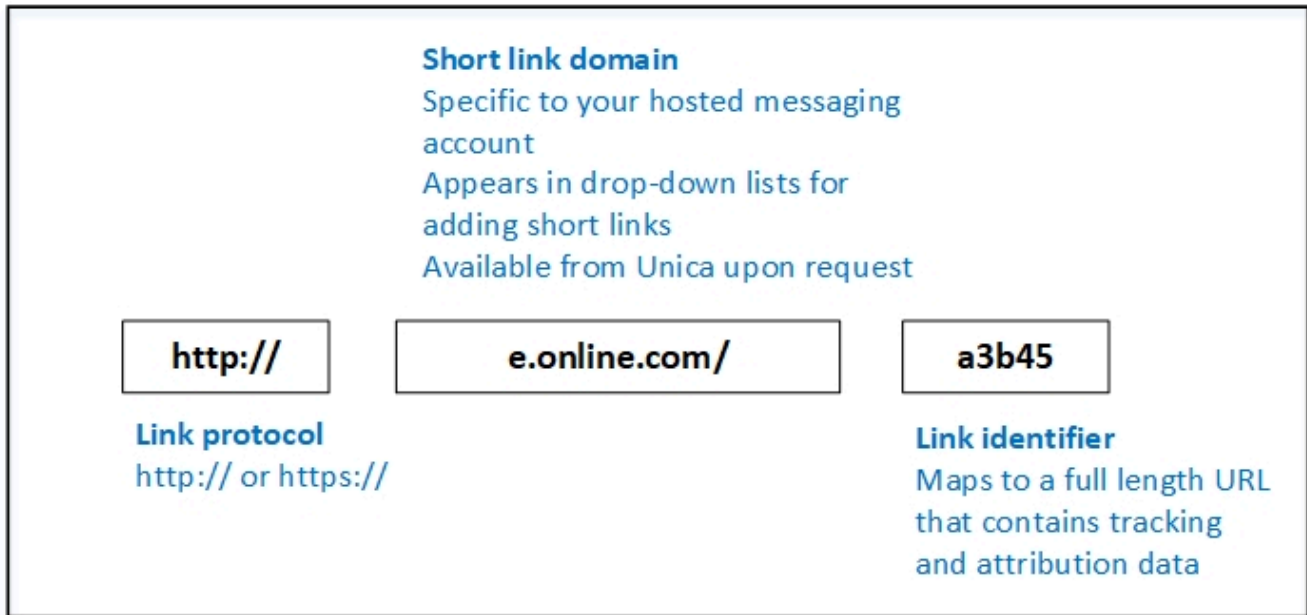 Short link domain
Specific to your hosted messaging
account
Appears in drop-down lists for
adding short links
Available from Unica upon request
http://
e.online.com/
a3b45
Link protocol
http:// or https://
Link identifier
Maps to a full length URL
that contains tracking
and attribution data